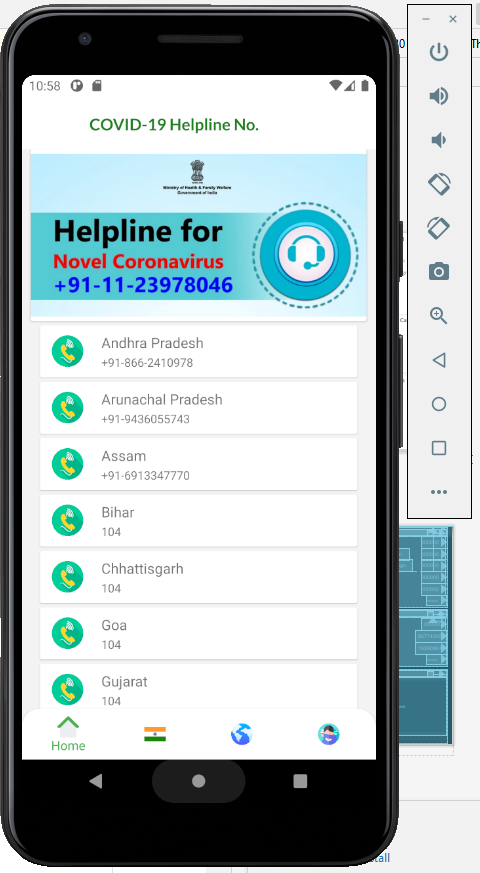 10:58
COVID-19 Helpline No.
Ministry of Health & Family Welfare
Government of India
Helpline for
Novel Coronavirus
+91-11-23978046
Andhra Pradesh
+91-866-2410978
Arunachal Pradesh
+91-9436055743
Assam
+91-6913347770
Bihar
104
Chhattisgarh
104
Goa
104
Gujarat
104
Home